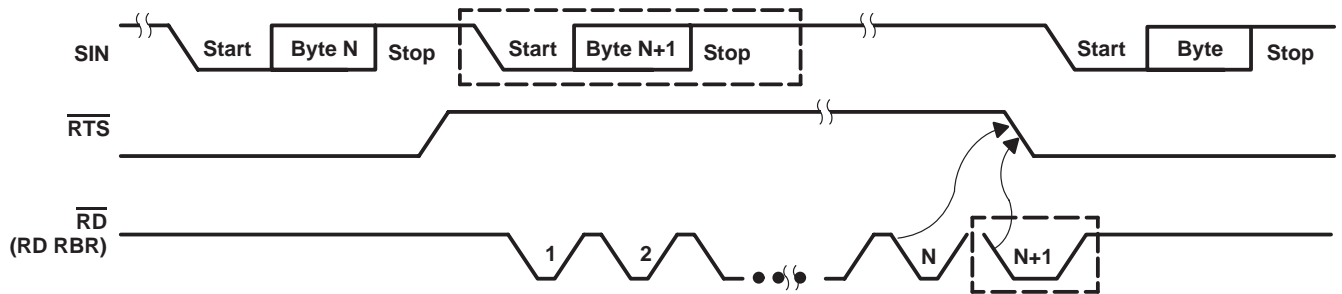 SIN
Start Byte N Stop Start Byte N+1 Stop Start Byte Stop
RTS
RD
(RD RBR)
1 2 N N+1